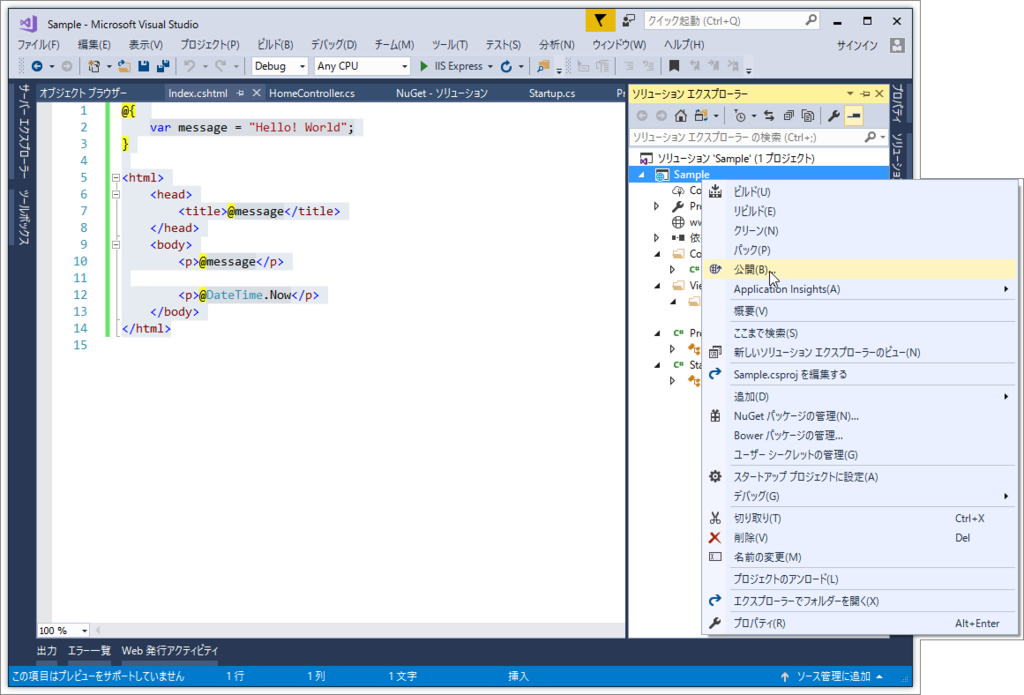 Sample - Microsoft Visual Studio
クイック起動 (Ctrl+Q)
ファイル(F) 編集(E) 表示(V) プロジェクト(P) ビルド(B) デバッグ(D) チーム(M) ツール(T) テスト(S) 分析(N) ウィンドウ(W) ヘルプ(H) サインイン
Debug Any CPU IIS Express
サーバー エクスプローラー
ツールボックス
オブジェクト ブラウザー Index.cshtml HomeController.cs NuGet - ソリューション Startup.cs Pr
1 @{
2 var message = "Hello! World";
3 }
4
5 <html>
6 <head>
7 <title>@message</title>
8 </head>
9 <body>
10 <p>@message</p>
11
12 <p>@DateTime.Now</p>
13 </body>
14 </html>
15
100 %
ソリューション エクスプローラー
ソリューション エクスプローラー の検索 (Ctrl+;)
ソリューション 'Sample' (1 プロジェクト)
Sample
Co
Pr
ww
依
Co
C#
Vie
C# Pr
C# Sta
プロパティ
ソリューショ
ビルド(U)
リビルド(E)
クリーン(N)
パック(P)
公開(B)...
Application Insights(A)
概要(V)
ここまで検索(S)
新しいソリューション エクスプローラーのビュー(N)
Sample.csproj を編集する
追加(D)
NuGet パッケージの管理(N)...
Bower パッケージの管理...
ユーザー シークレットの管理(G)
スタートアップ プロジェクトに設定(A)
デバッグ(G)
切り取り(T) Ctrl+X
削除(V) Del
名前の変更(M)
プロジェクトのアンロード(L)
エクスプローラーでフォルダーを開く(X)
プロパティ(R) Alt+Enter
出力 エラー一覧 Web 発行アクティビティ
この項目はプレビューをサポートしていません 1 行 1 列 1 文字 挿入 ソース管理に追加